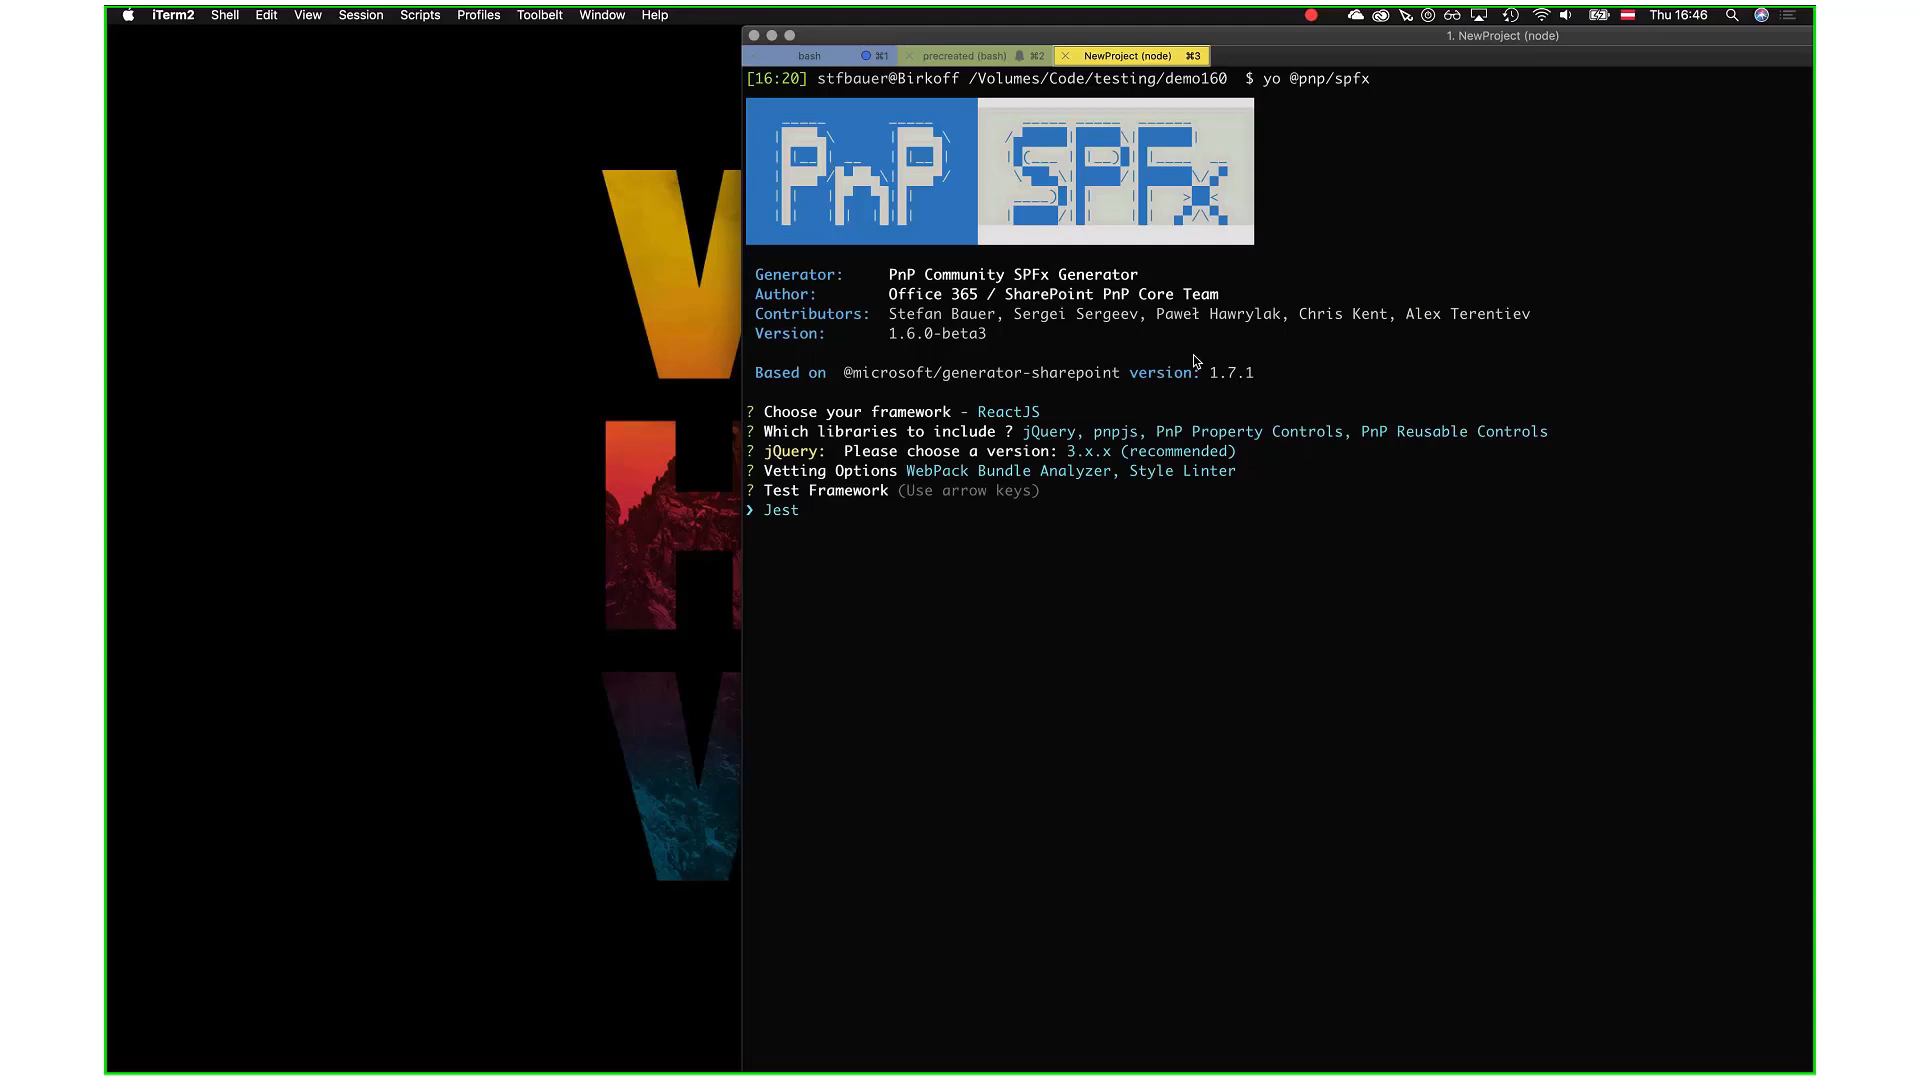 iTerm2 Shell Edit View Session Scripts Profiles Toolbelt Window Help Thu 16:46
1. NewProject (node)
bash ⌘1 × precreated (bash) ⌘2 × NewProject (node) ⌘3
[16:20] stfbauer@Birkoff /Volumes/Code/testing/demo160 $ yo @pnp/spfx
PnP SPFx
Generator: PnP Community SPFx Generator
Author: Office 365 / SharePoint PnP Core Team
Contributors: Stefan Bauer, Sergei Sergeev, Paweł Hawrylak, Chris Kent, Alex Terentiev
Version: 1.6.0-beta3
Based on @microsoft/generator-sharepoint version: 1.7.1
? Choose your framework - ReactJS
? Which libraries to include ? jQuery, pnpjs, PnP Property Controls, PnP Reusable Controls
? jQuery: Please choose a version: 3.x.x (recommended)
? Vetting Options WebPack Bundle Analyzer, Style Linter
? Test Framework (Use arrow keys)
❯ Jest
V
H
V